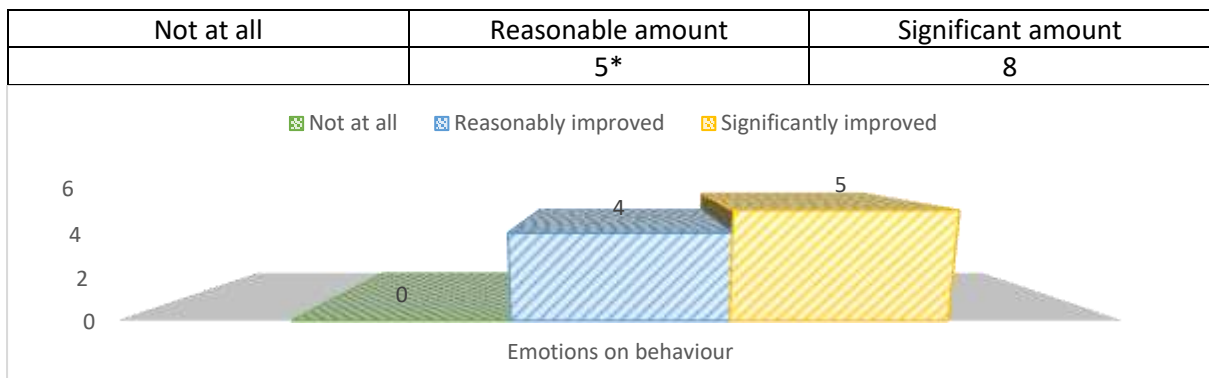 Not at all Reasonable amount Significant amount
5* 8
Not at all Reasonably improved Significantly improved
6
4
2
0
0
4
5
Emotions on behaviour